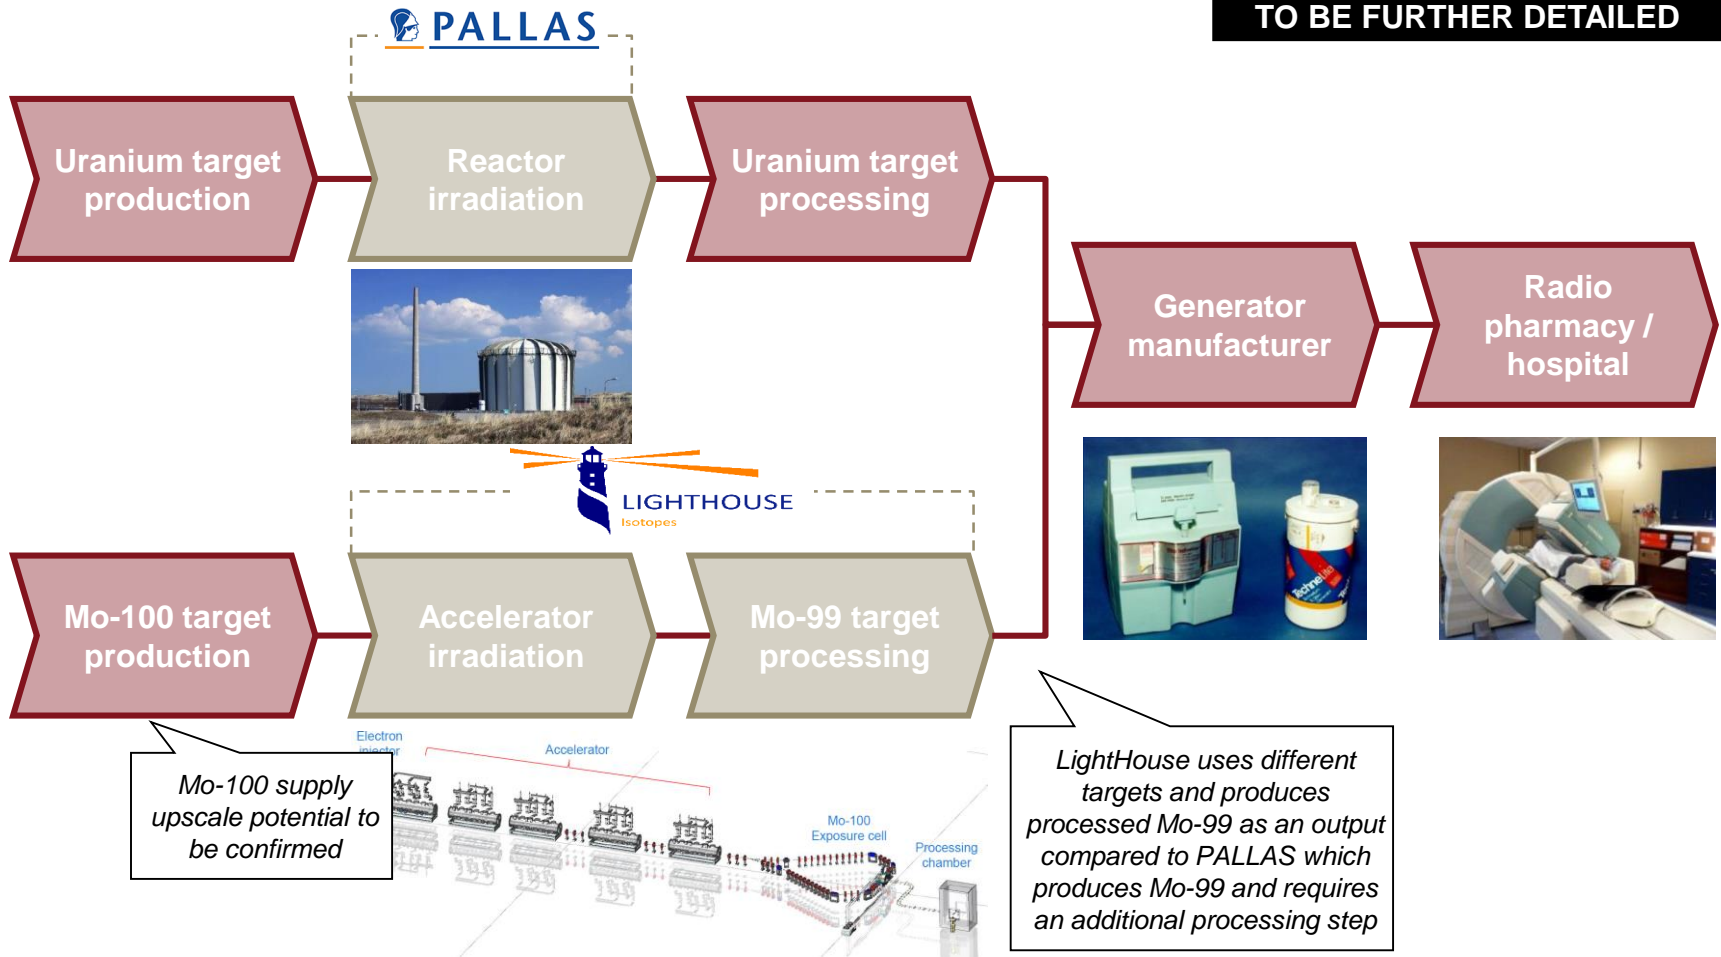 TO BE FURTHER DETAILED
PALLAS
Uranium target
production
Reactor
irradiation
Uranium target
processing
Generator
manufacturer
Radio
pharmacy /
hospital
LIGHTHOUSE
Isotopes
Mo-100 target
production
Accelerator
irradiation
Mo-99 target
processing
TechneLite
Mo-100 supply
upscale potential to
be confirmed
Electron
injector
Accelerator
Mo-100
Exposure cell
Processing
chamber
LightHouse uses different
targets and produces
processed Mo-99 as an output
compared to PALLAS which
produces Mo-99 and requires
an additional processing step